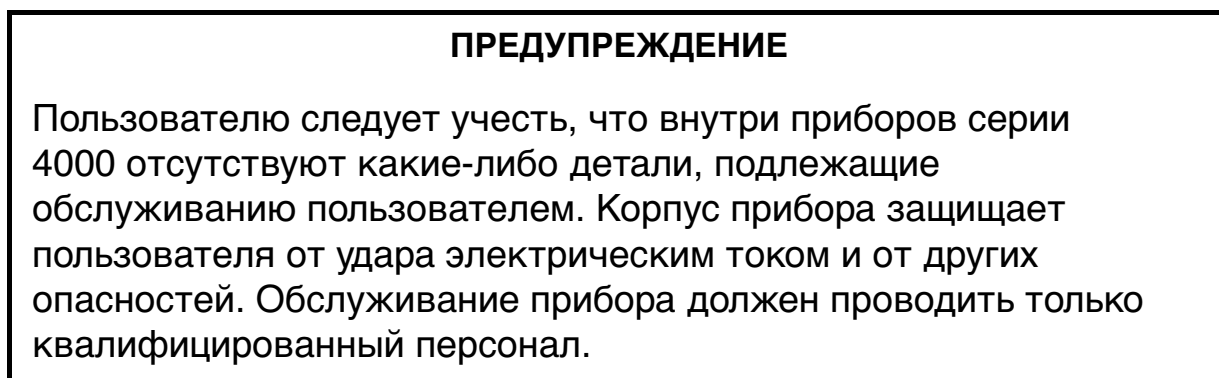 ПРЕДУПРЕЖДЕНИЕ
Пользователю следует учесть, что внутри приборов серии
4000 отсутствуют какие-либо детали, подлежащие
обслуживанию пользователем. Корпус прибора защищает
пользователя от удара электрическим током и от других
опасностей. Обслуживание прибора должен проводить только
квалифицированный персонал.